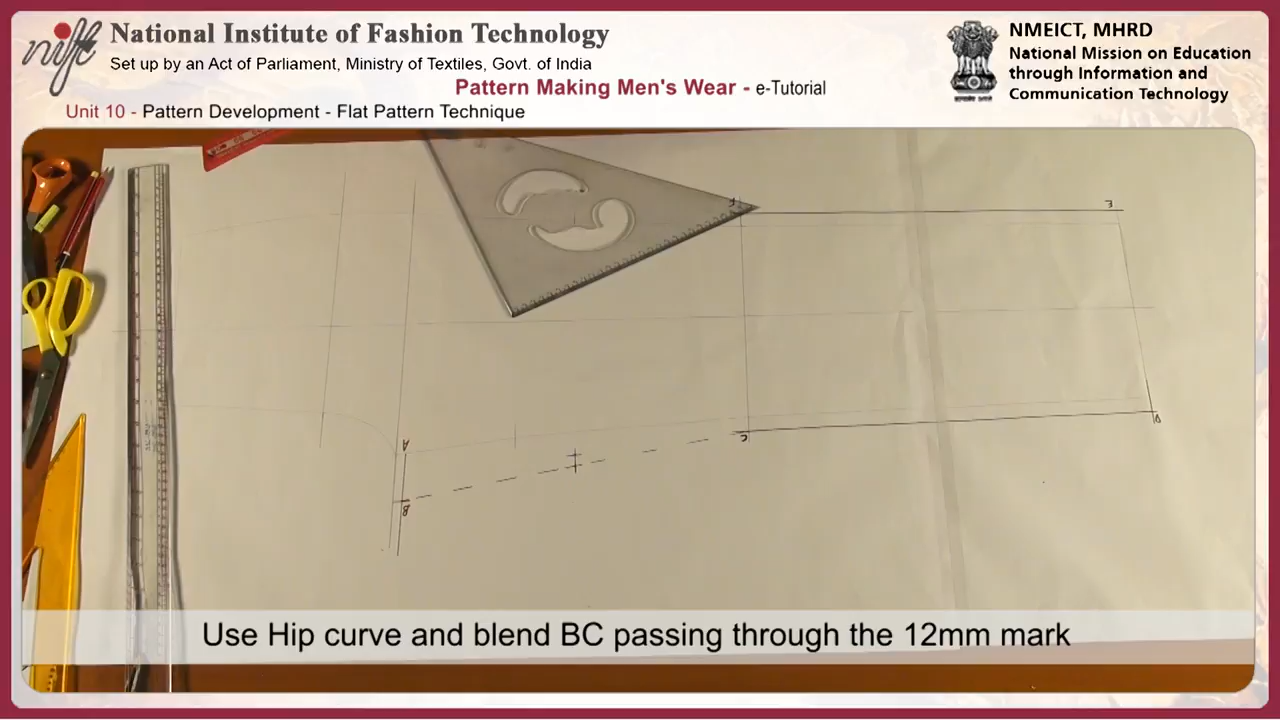 nift
National Institute of Fashion Technology
Set up by an Act of Parliament, Ministry of Textiles, Govt. of India
Pattern Making Men's Wear - e-Tutorial
Unit 10 - Pattern Development - Flat Pattern Technique
NMEICT, MHRD
National Mission on Education
through Information and
Communication Technology
F
E
A
C
D
B
Use Hip curve and blend BC passing through the 12mm mark